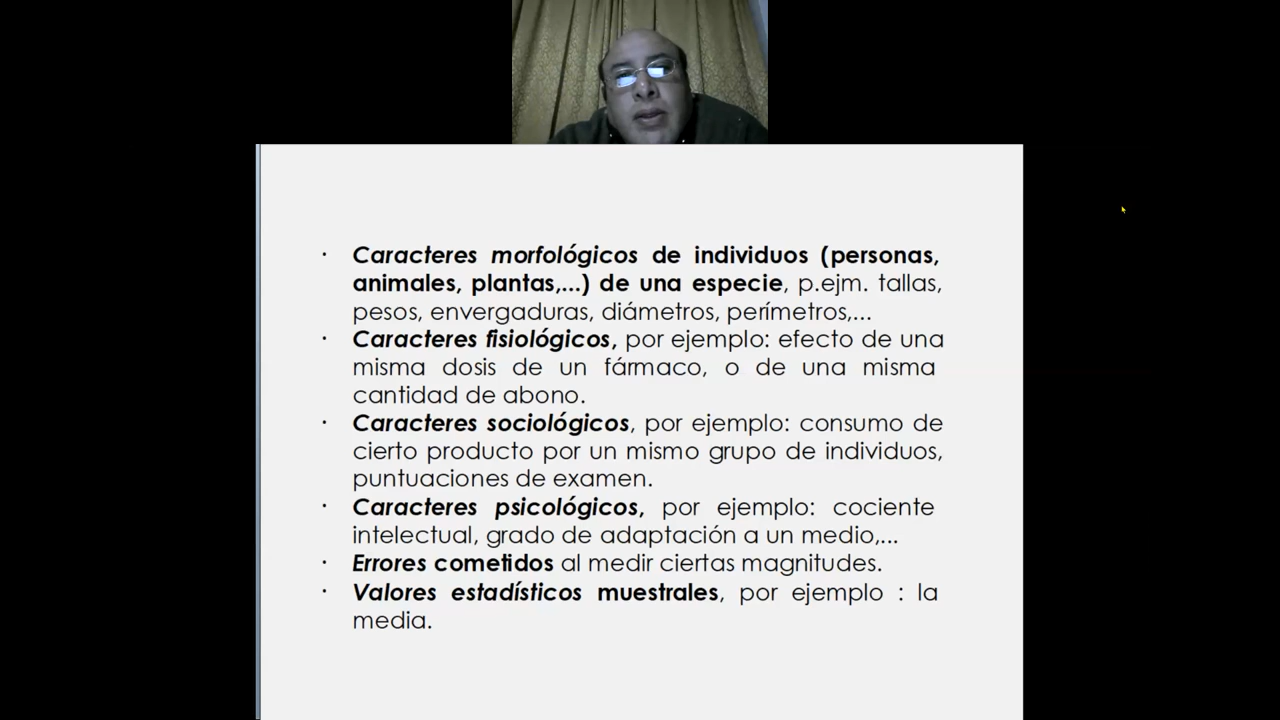 · Caracteres morfológicos de individuos (personas,
animales, plantas,...) de una especie, p.ejm. tallas,
pesos, envergaduras, diámetros, perímetros,...
· Caracteres fisiológicos, por ejemplo: efecto de una
misma dosis de un fármaco, o de una misma
cantidad de abono.
· Caracteres sociológicos, por ejemplo: consumo de
cierto producto por un mismo grupo de individuos,
puntuaciones de examen.
· Caracteres psicológicos, por ejemplo: cociente
intelectual, grado de adaptación a un medio,...
· Errores cometidos al medir ciertas magnitudes.
· Valores estadísticos muestrales, por ejemplo : la
media.